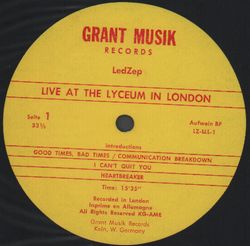 GRANT MUSIK
RECORDS
LedZep
LIVE AT THE LYCEUM IN LONDON
Seite 1
33⅓
Aufwein BF
LZ-LLL-1
introductions
GOOD TIMES, BAD TIMES / COMMUNICATION BREAKDOWN
I CAN'T QUIT YOU
HEARTBREAKER
Time: 15'35"
Recorded in London
Inprime en Allemagne
All Rights Reserved KG-AME
Grant Musik Records
Koln, W. Germany